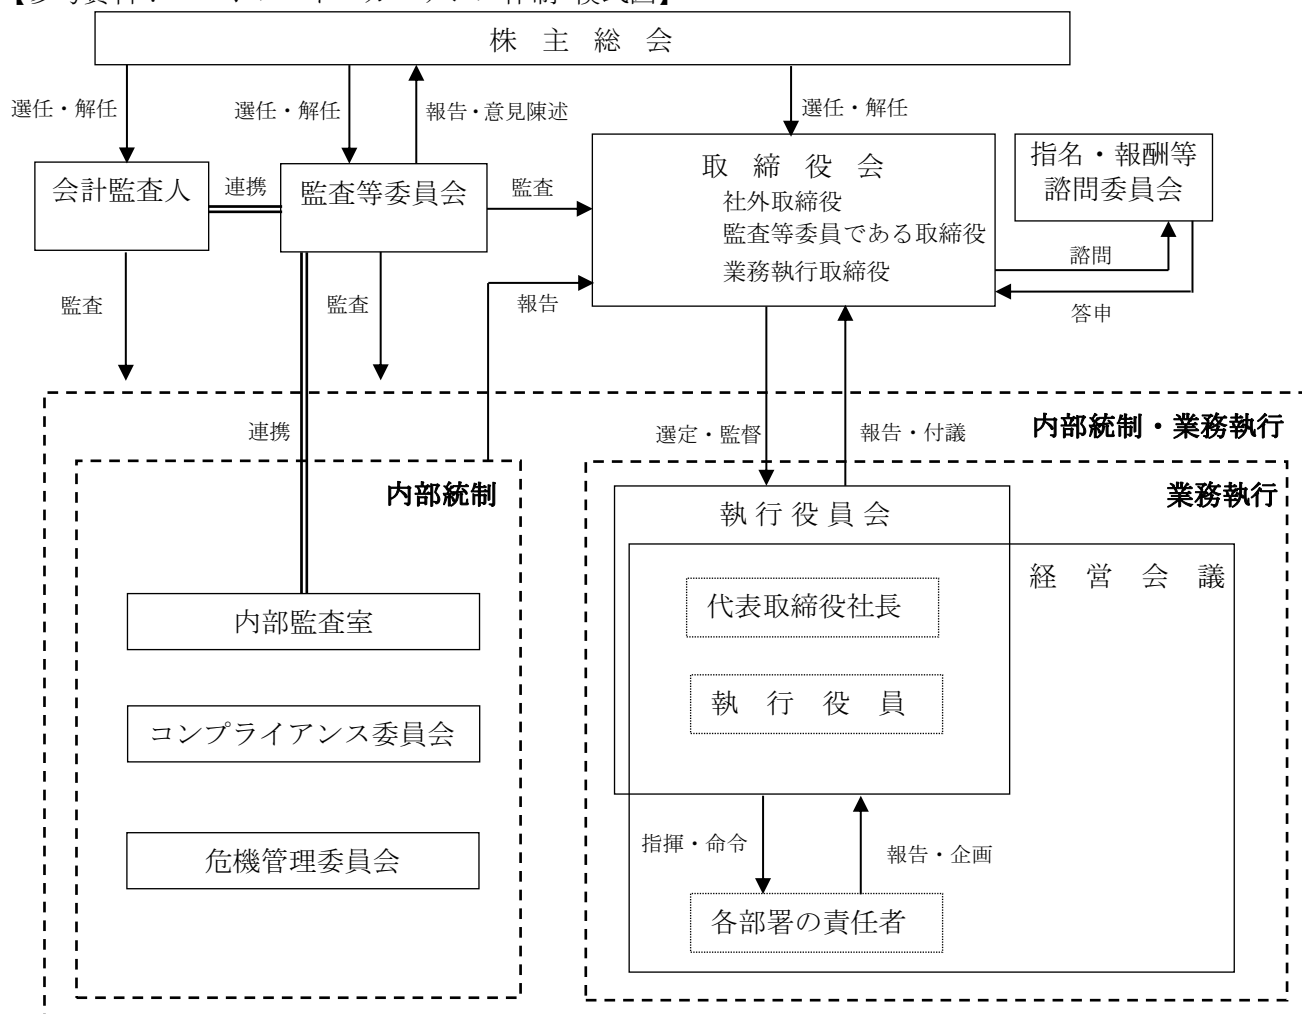 株主総会
選任・解任
選任・解任
報告・意見陳述
選任・解任
会計監査人
連携
監査等委員会
監査
取締役会
社外取締役
監査等委員である取締役
業務執行取締役
指名・報酬等
諮問委員会
諮問
答申
監査
監査
報告
連携
選定・監督
報告・付議
内部統制・業務執行
内部統制
業務執行
執行役員会
経営会議
代表取締役社長
執行役員
内部監査室
コンプライアンス委員会
危機管理委員会
指揮・命令
報告・企画
各部署の責任者